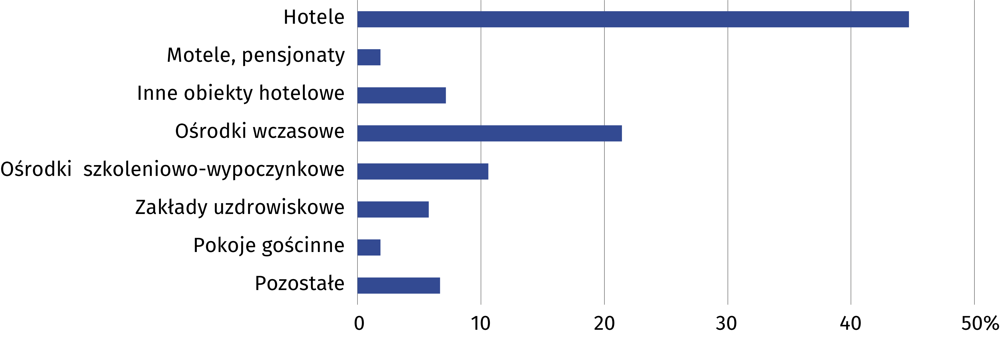 Hotele
Motele, pensjonaty
Inne obiekty hotelowe
Ośrodki wczasowe
Ośrodki  szkoleniowo-wypoczynkowe
Zakłady uzdrowiskowe
Pokoje gościnne
Pozostałe
0 10 20 30 40 50%